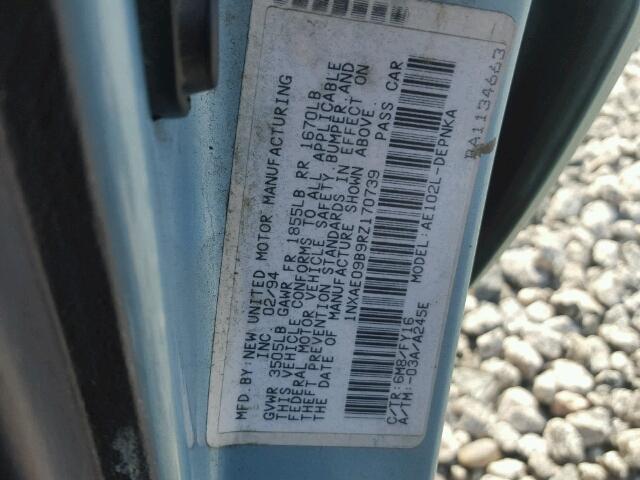 MFD. BY: NEW UNITED MOTOR MANUFACTURING
INC 02/94
GVWR 3505LB GAWR FR 1855LB RR 1670LB
THIS VEHICLE CONFORMS TO ALL APPLICABLE
FEDERAL MOTOR VEHICLE SAFETY, BUMPER, AND
THEFT PREVENTION STANDARDS IN EFFECT ON
THE DATE OF MANUFACTURE SHOWN ABOVE.
1NXAE09B9RZ170739 PASS CAR
C/TR:6M8/FY16 MODEL:AE102L-DEPNKA
A/TM:-03A/A245E
RA1134663